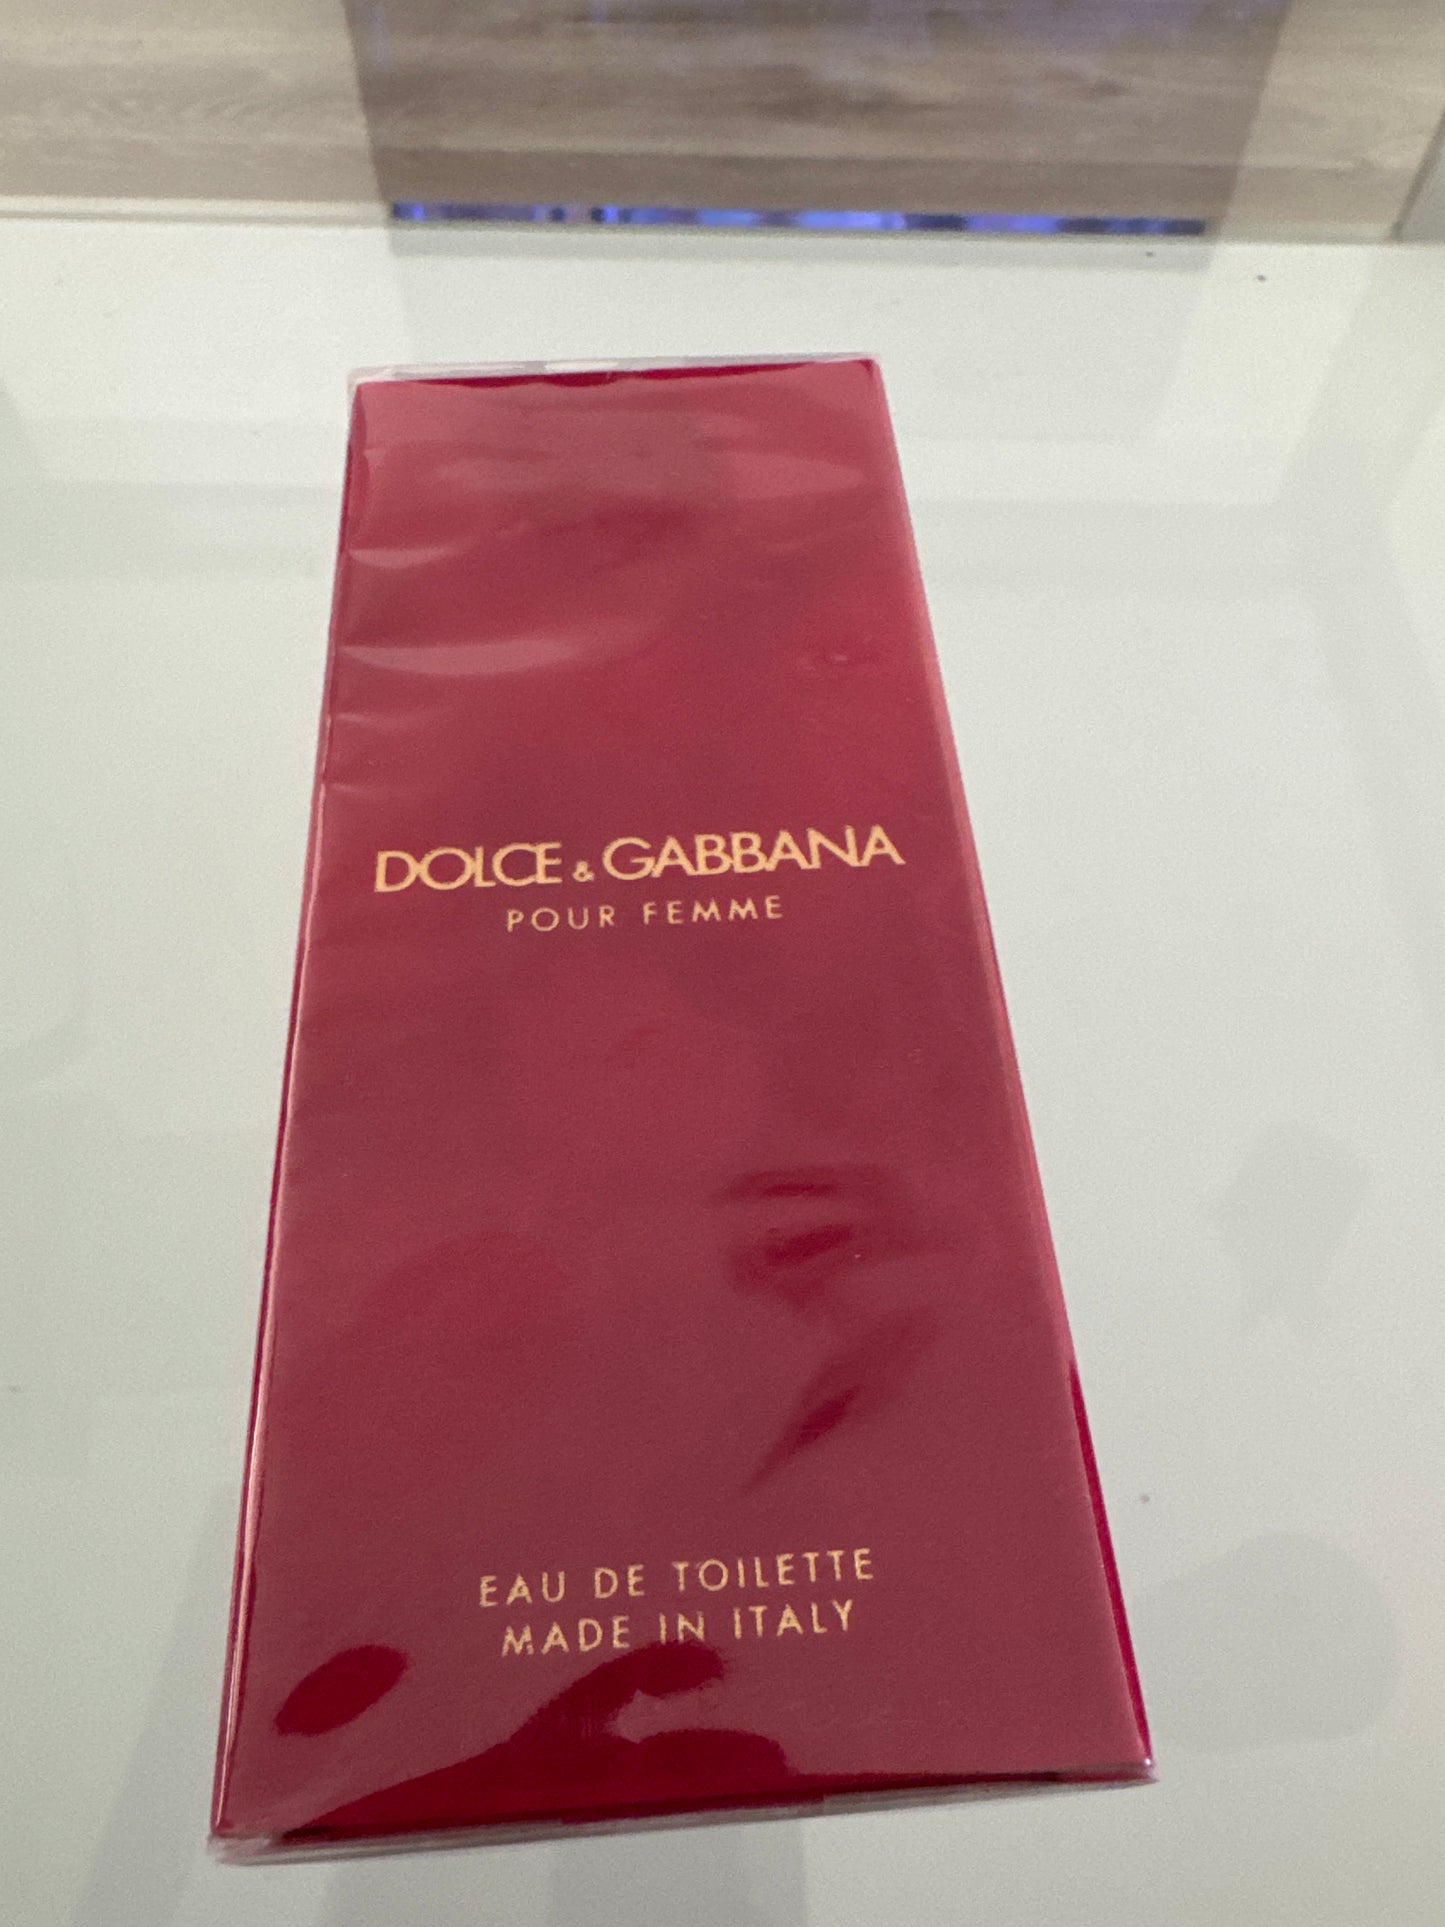 DOLCE & GABBANA
POUR FEMME
EAU DE TOILETTE
MADE IN ITALY